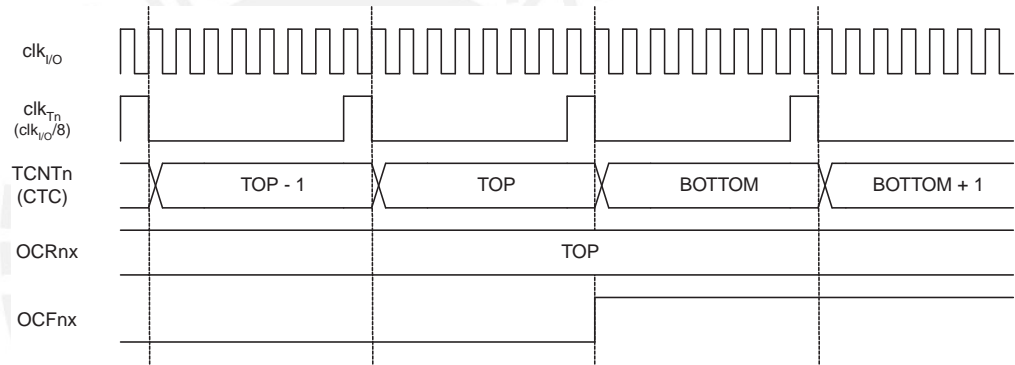 clkI/O
clkTn
(clkI/O/8)
TCNTn
(CTC)
TOP - 1
TOP
BOTTOM
BOTTOM + 1
OCRnx
TOP
OCFnx